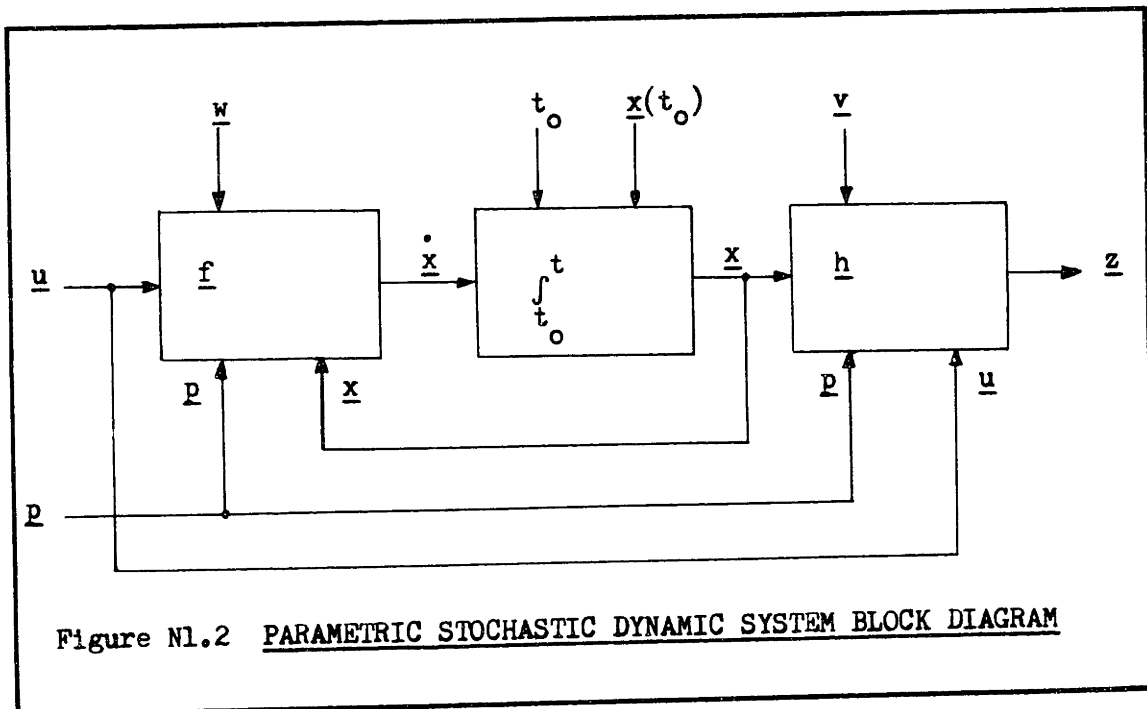 w
t_o
x(t_o)
v
u
f
ẋ
∫_{t_o}^{t}
x
h
z
p
x
p
u
p
Figure N1.2 PARAMETRIC STOCHASTIC DYNAMIC SYSTEM BLOCK DIAGRAM